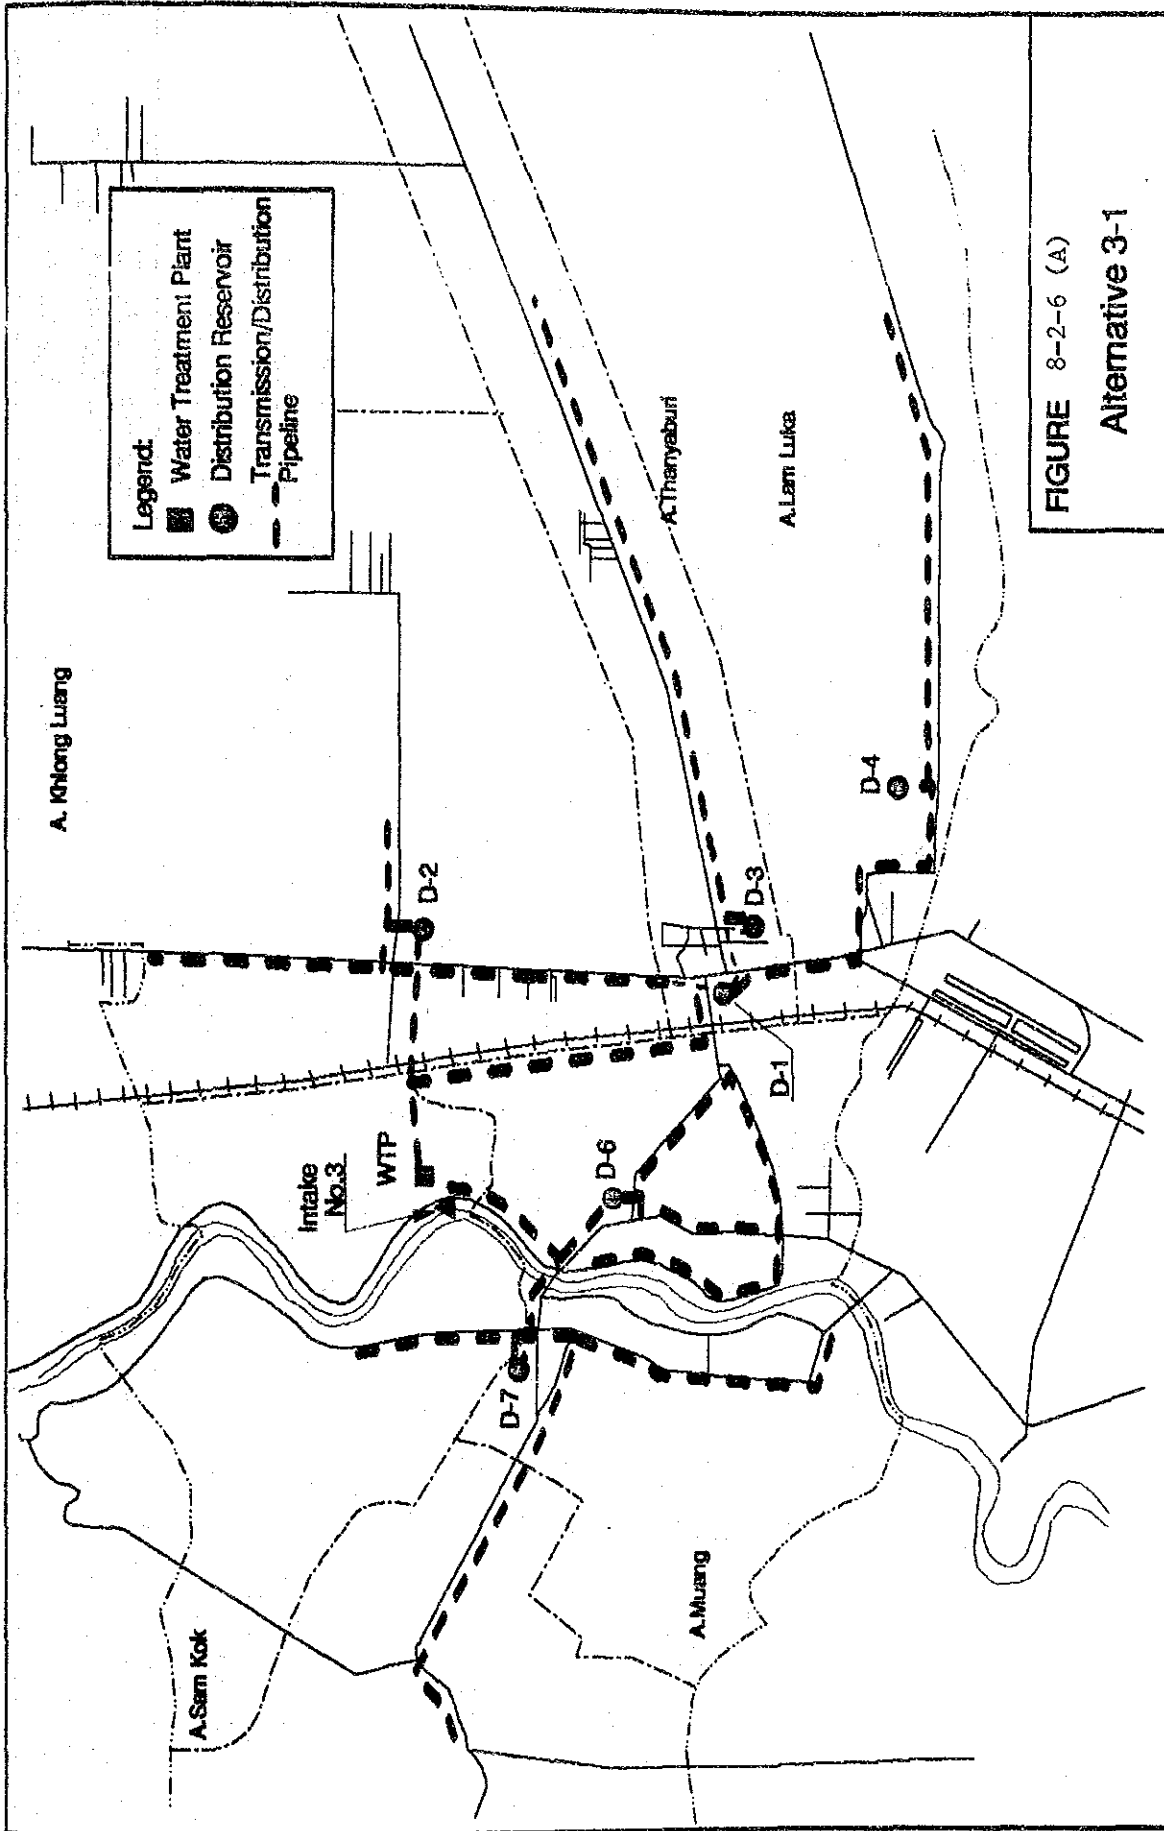 A. Khlong Luang
Legend:
Water Treatment Plant
Distribution Reservoir
Transmission/Distribution
Pipeline
A.Sam Kok
Intake
No.3
WTP
D-2
D-7
D-6
A.Thanyaburi
D-3
D-1
A.Lam Luka
D-4
A.Muang
FIGURE 8-2-6 (A)
Alternative 3-1